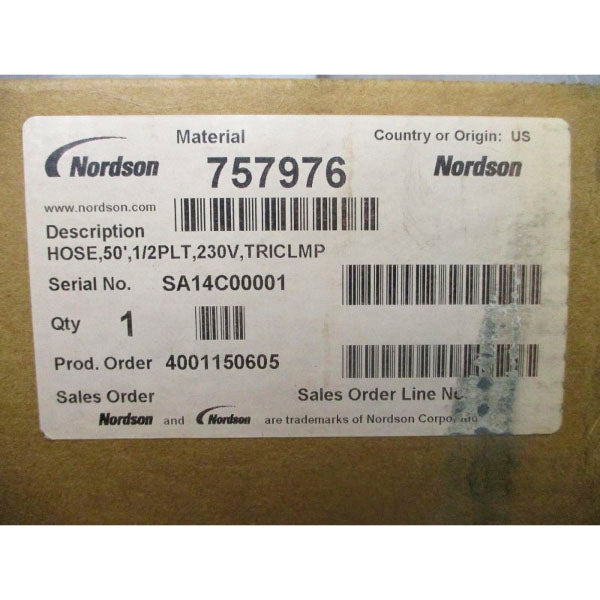 Nordson
Material
Country or Origin: US
757976
Nordson
www.nordson.com
Description
HOSE,50',1/2PLT,230V,TRICLMP
Serial No. SA14C00001
Qty 1
Prod. Order 4001150605
Sales Order
Sales Order Line
Nordson and Nordson are trademarks of Nordson